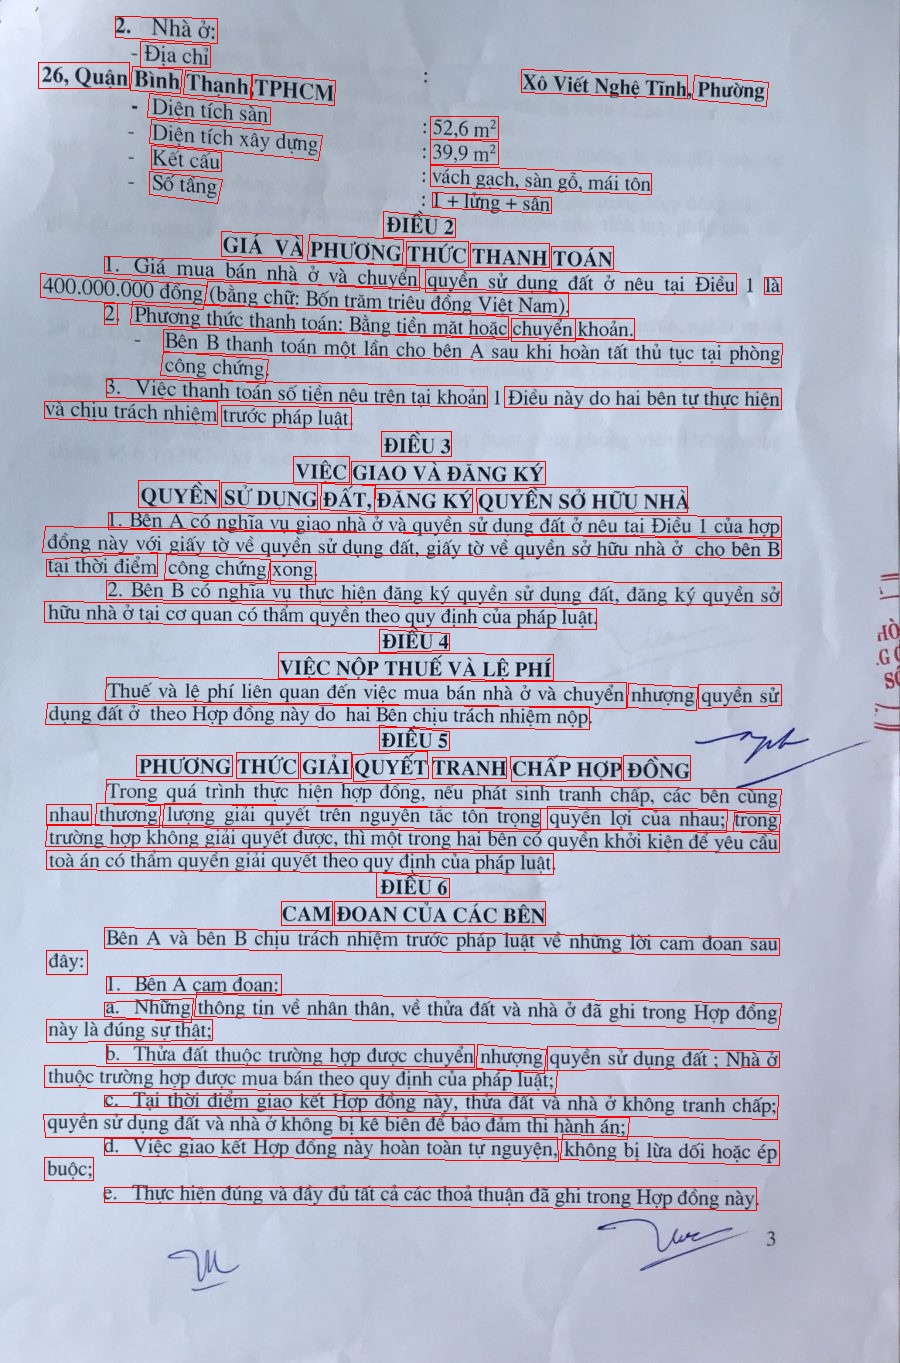 2. Nhà ở:
- Địa chỉ : Xô Viết Nghệ Tĩnh, Phường
26, Quận Bình Thạnh, TPHCM
- Diện tích sàn : 52,6 m²
- Diện tích xây dựng : 39,9 m²
- Kết cấu : vách gạch, sàn gỗ, mái tôn
- Số tầng : 1 + lửng + sân
ĐIỀU 2
GIÁ VÀ PHƯƠNG THỨC THANH TOÁN
1. Giá mua bán nhà ở và chuyển quyền sử dụng đất ở nêu tại Điều 1 là
400.000.000 đồng (bằng chữ: Bốn trăm triệu đồng Việt Nam).
2. Phương thức thanh toán: Bằng tiền mặt hoặc chuyển khoản.
- Bên B thanh toán một lần cho bên A sau khi hoàn tất thủ tục tại phòng
công chứng.
3. Việc thanh toán số tiền nêu trên tại khoản 1 Điều này do hai bên tự thực hiện
và chịu trách nhiệm trước pháp luật.
ĐIỀU 3
VIỆC GIAO VÀ ĐĂNG KÝ
QUYỀN SỬ DỤNG ĐẤT, ĐĂNG KÝ QUYỀN SỞ HỮU NHÀ
1. Bên A có nghĩa vụ giao nhà ở và quyền sử dụng đất ở nêu tại Điều 1 của hợp
đồng này với giấy tờ về quyền sử dụng đất, giấy tờ về quyền sở hữu nhà ở cho bên B
tại thời điểm công chứng xong.
2. Bên B có nghĩa vụ thực hiện đăng ký quyền sử dụng đất, đăng ký quyền sở
hữu nhà ở tại cơ quan có thẩm quyền theo quy định của pháp luật.
ĐIỀU 4
VIỆC NỘP THUẾ VÀ LỆ PHÍ
Thuế và lệ phí liên quan đến việc mua bán nhà ở và chuyển nhượng quyền sử
dụng đất ở theo Hợp đồng này do hai Bên chịu trách nhiệm nộp.
ĐIỀU 5
PHƯƠNG THỨC GIẢI QUYẾT TRANH CHẤP HỢP ĐỒNG
Trong quá trình thực hiện hợp đồng, nếu phát sinh tranh chấp, các bên cùng
nhau thương lượng giải quyết trên nguyên tắc tôn trọng quyền lợi của nhau; trong
trường hợp không giải quyết được, thì một trong hai bên có quyền khởi kiện để yêu cầu
toà án có thẩm quyền giải quyết theo quy định của pháp luật.
ĐIỀU 6
CAM ĐOAN CỦA CÁC BÊN
Bên A và bên B chịu trách nhiệm trước pháp luật về những lời cam đoan sau
đây:
1. Bên A cam đoan:
a. Những thông tin về nhân thân, về thửa đất và nhà ở đã ghi trong Hợp đồng
này là đúng sự thật;
b. Thửa đất thuộc trường hợp được chuyển nhượng quyền sử dụng đất ; Nhà ở
thuộc trường hợp được mua bán theo quy định của pháp luật;
c. Tại thời điểm giao kết Hợp đồng này, thửa đất và nhà ở không tranh chấp;
quyền sử dụng đất và nhà ở không bị kê biên để bảo đảm thi hành án;
d. Việc giao kết Hợp đồng này hoàn toàn tự nguyện, không bị lừa dối hoặc ép
buộc;
e. Thực hiện đúng và đầy đủ tất cả các thoả thuận đã ghi trong Hợp đồng này.
3